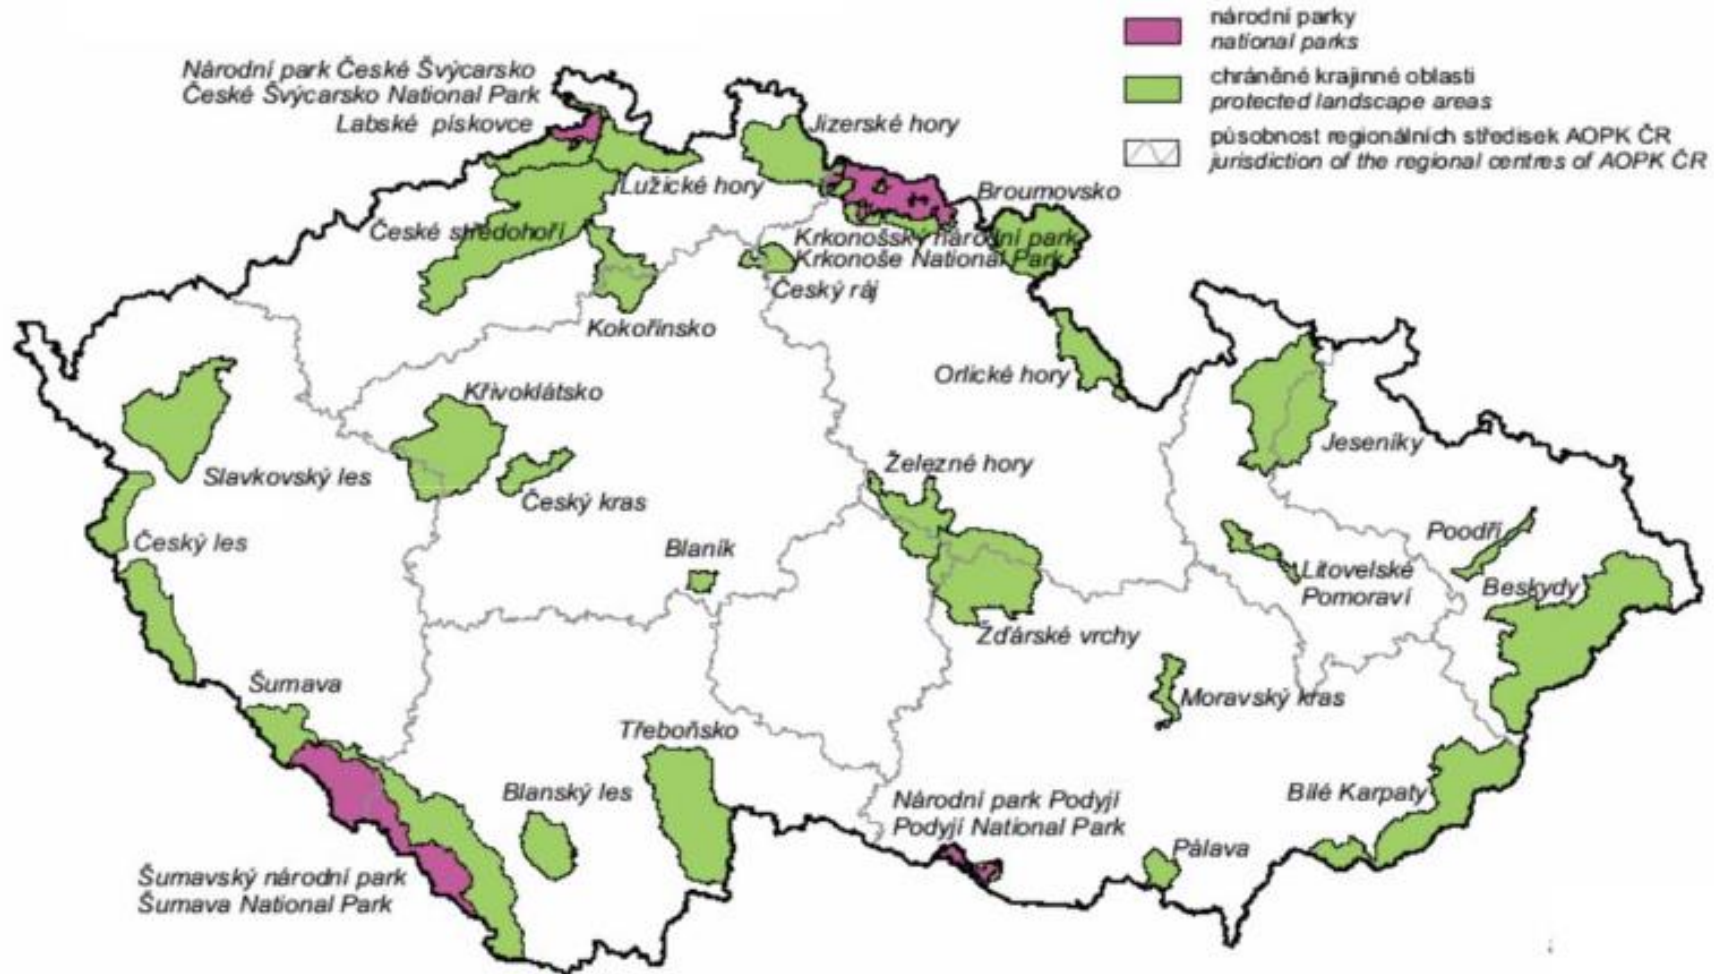 národní parky
national parks
chráněné krajinné oblasti
protected landscape areas
působnost regionálních středisek AOPK ČR
jurisdiction of the regional centres of AOPK ČR
Národní park České Švýcarsko
České Švýcarsko National Park
Labské pískovce
Jizerské hory
Lužické hory
Broumovsko
České středohoří
Krkonošský národní park
Krkonoše National Park
Český ráj
Kokořínsko
Orlické hory
Křivoklátsko
Jeseníky
Slavkovský les
Železné hory
Český kras
Český les
Blaník
Poodří
Litovelské
Pomoraví
Beskydy
Žďárské vrchy
Šumava
Moravský kras
Třeboňsko
Blanský les
Národní park Podyjí
Podyjí National Park
Bílé Karpaty
Pálava
Šumavský národní park
Šumava National Park